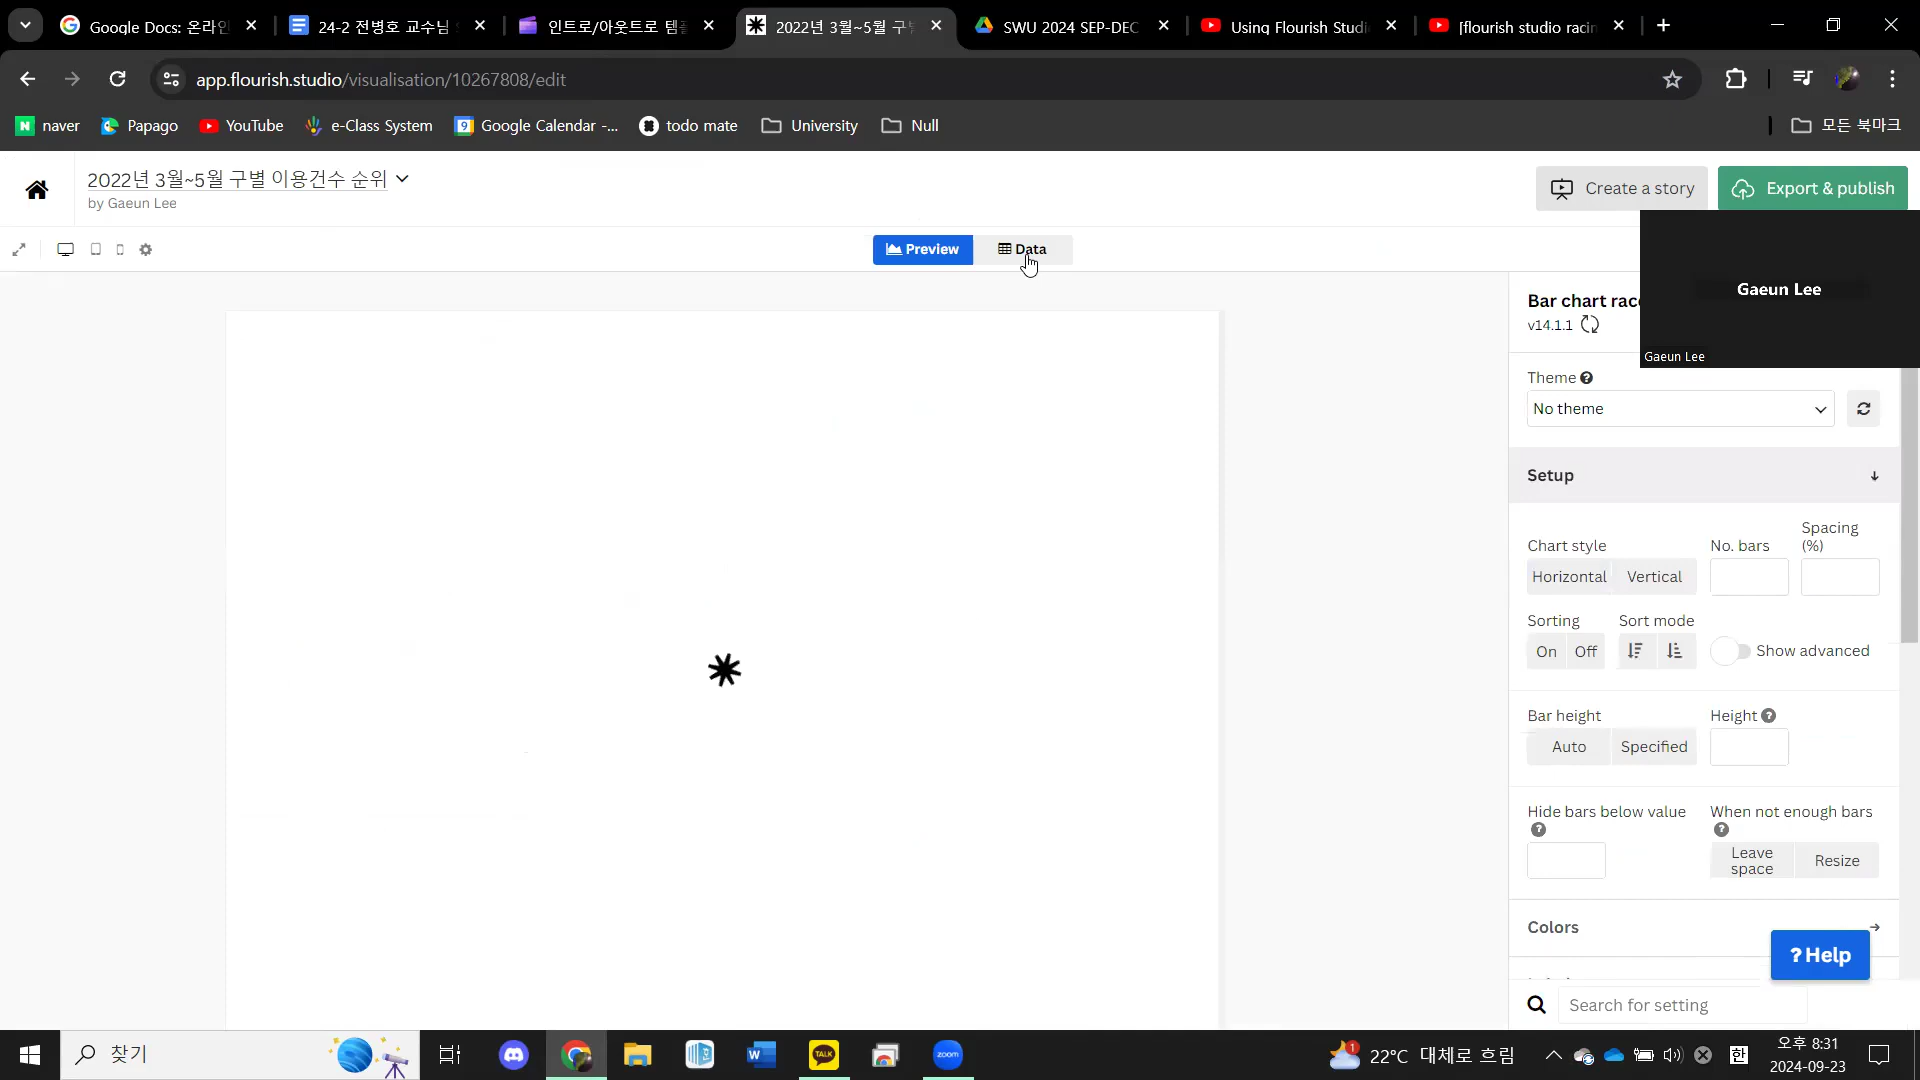 Google Docs: 온라인
24-2 전병호 교수님
인트로/아웃트로 템플
2022년 3월~5월 구별
SWU 2024 SEP-DEC
Using Flourish Studi
[flourish studio racin
app.flourish.studio/visualisation/10267808/edit
naver
Papago
YouTube
e-Class System
Google Calendar -...
todo mate
University
Null
모든 북마크
2022년 3월~5월 구별 이용건수 순위
by Gaeun Lee
Create a story
Export & publish
Preview
Data
Gaeun Lee
Gaeun Lee
Bar chart race
v14.1.1
Theme
No theme
Setup
Chart style
No. bars
Spacing
(%)
Horizontal
Vertical
Sorting
Sort mode
On
Off
Show advanced
Bar height
Height
Auto
Specified
Hide bars below value
When not enough bars
Leave
space
Resize
Colors
? Help
Search for setting
찾기
TALK
zoom
22°C 대체로 흐림
한
오후 8:31
2024-09-23